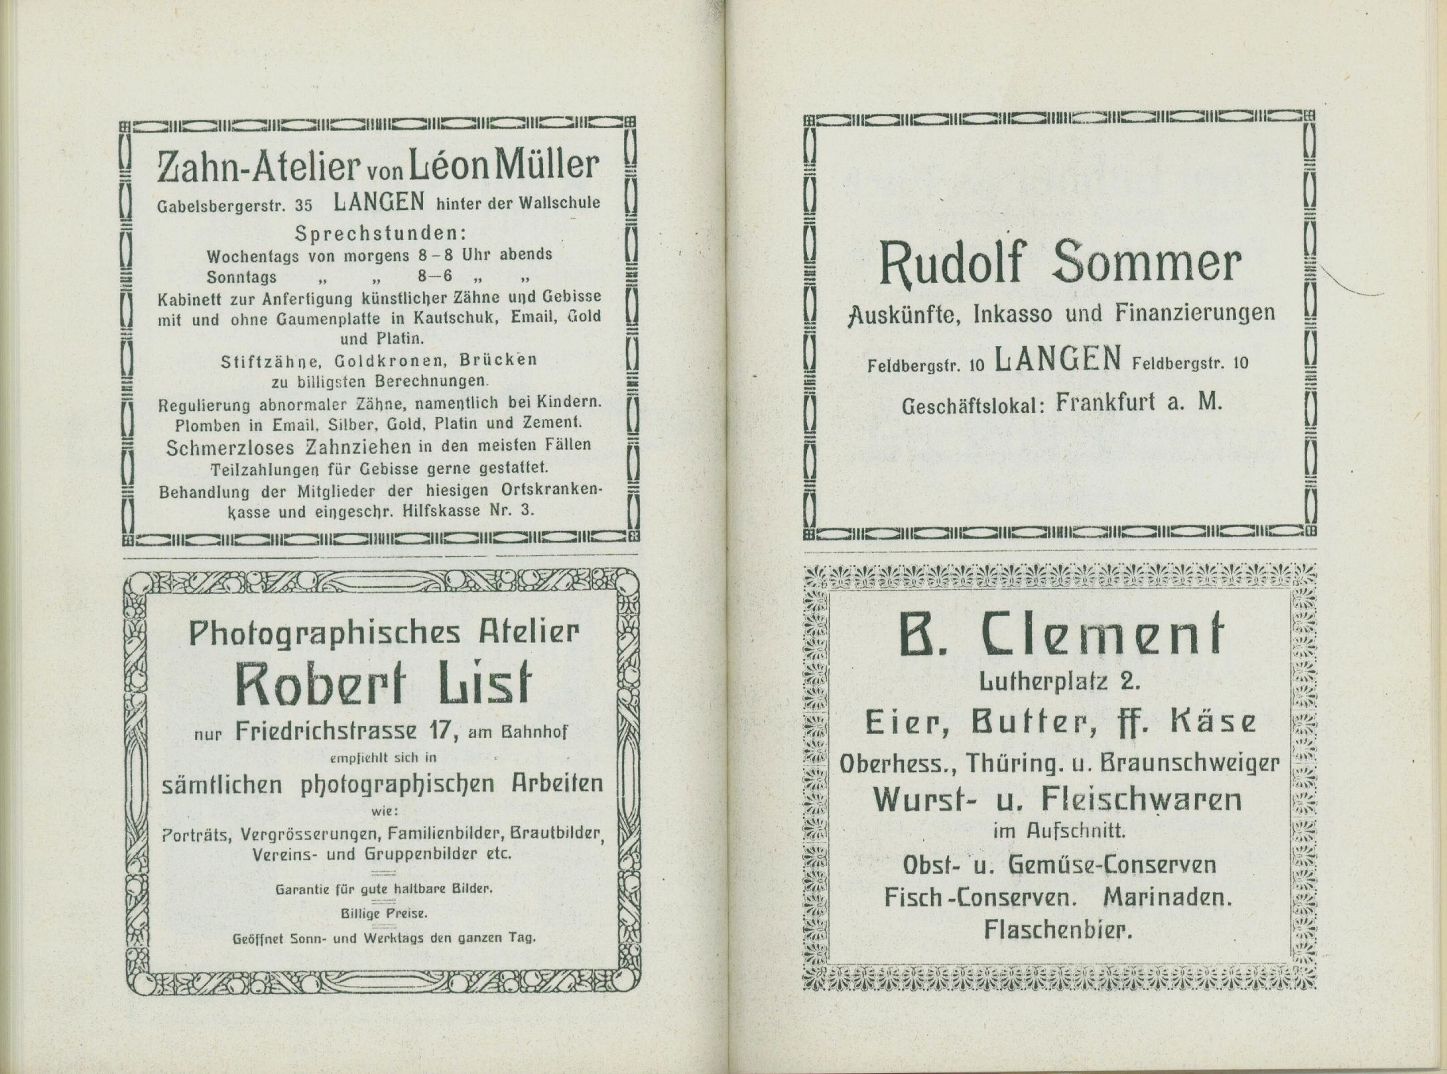 Zahn-Atelier von Léon Müller
Gabelsbergerstr. 35 LANGEN hinter der Wallschule
Sprechstunden:
Wochentags von morgens 8-8 Uhr abends
Sonntags „ „ 8—6 „ „
Kabinett zur Anfertigung künstlicher Zähne und Gebisse
mit und ohne Gaumenplatte in Kautschuk, Email, Gold
und Platin.
Stiftzähne, Goldkronen, Brücken
zu billigsten Berechnungen.
Regulierung abnormaler Zähne, namentlich bei Kindern.
Plomben in Email, Silber, Gold, Platin und Zement.
Schmerzloses Zahnziehen in den meisten Fällen
Teilzahlungen für Gebisse gerne gestattet.
Behandlung der Mitglieder der hiesigen Ortskranken-
kasse und eingeschr. Hilfskasse Nr. 3.
Photographisches Atelier
Robert List
nur Friedrichstrasse 17, am Bahnhof
empfiehlt sich in
sämtlichen photographischen Arbeiten
wie:
Porträts, Vergrösserungen, Familienbilder, Brautbilder,
Vereins- und Gruppenbilder etc.
Garantie für gute haltbare Bilder.
Billige Preise.
Geöffnet Sonn- und Werktags den ganzen Tag.
Rudolf Sommer
Auskünfte, Inkasso und Finanzierungen
Feldbergstr. 10 LANGEN Feldbergstr. 10
Geschäftslokal: Frankfurt a. M.
B. Clement
Lutherplatz 2.
Eier, Butter, ff. Käse
Oberhess., Thüring. u. Braunschweiger
Wurst- u. Fleischwaren
im Aufschnitt.
Obst- u. Gemüse-Conserven
Fisch-Conserven. Marinaden.
Flaschenbier.